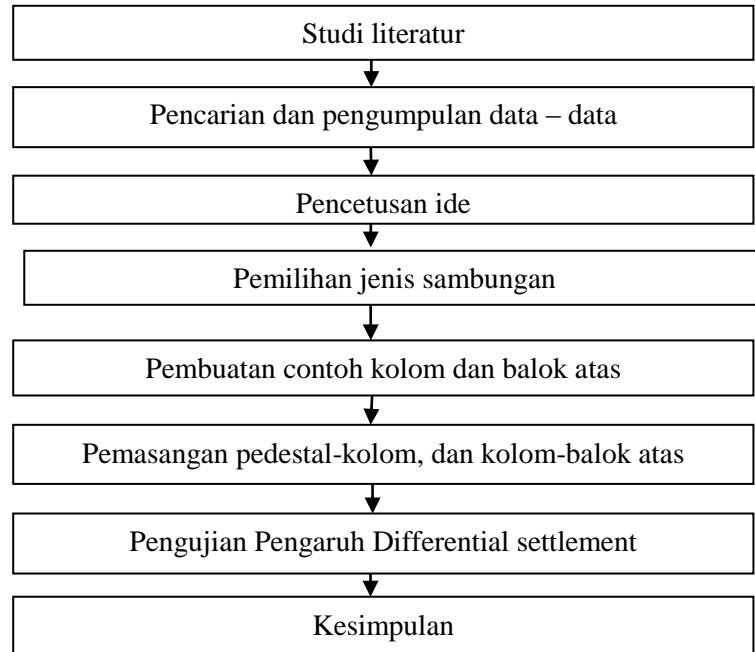 Studi literatur
Pencarian dan pengumpulan data – data
Pencetusan ide
Pemilihan jenis sambungan
Pembuatan contoh kolom dan balok atas
Pemasangan pedestal-kolom, dan kolom-balok atas
Pengujian Pengaruh Differential settlement
Kesimpulan